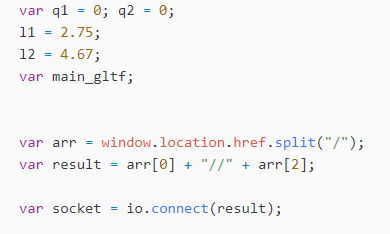 var q1 = 0; q2 = 0;
l1 = 2.75;
l2 = 4.67;
var main_gltf;
var arr = window.location.href.split("/");
var result = arr[0] + "//" + arr[2];
var socket = io.connect(result);